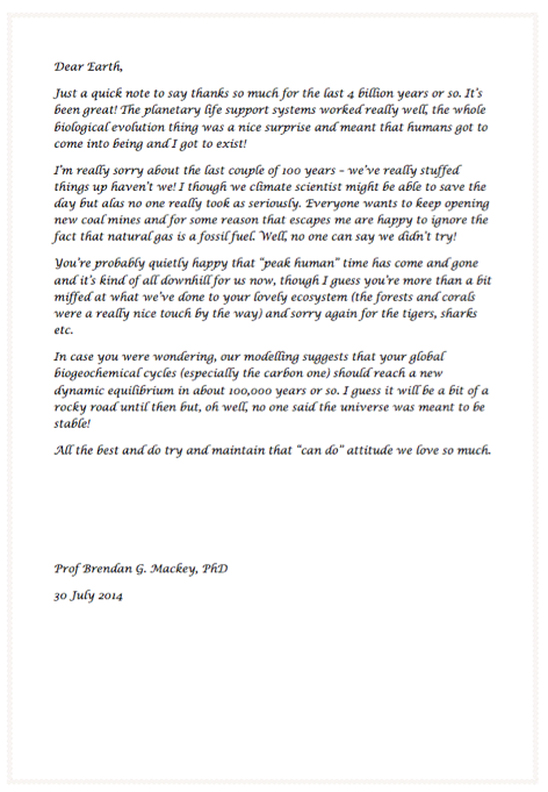 Dear Earth,
Just a quick note to say thanks so much for the last 4 billion years or so. It's
been great! The planetary life support systems worked really well, the whole
biological evolution thing was a nice surprise and meant that humans got to
come into being and I got to exist!
I'm really sorry about the last couple of 100 years – we've really stuffed
things up haven't we! I though we climate scientist might be able to save the
day but alas no one really took as seriously. Everyone wants to keep opening
new coal mines and for some reason that escapes me are happy to ignore the
fact that natural gas is a fossil fuel. Well, no one can say we didn't try!
You're probably quietly happy that "peak human" time has come and gone
and it's kind of all downhill for us now, though I guess you're more than a bit
miffed at what we've done to your lovely ecosystem (the forests and corals
were a really nice touch by the way) and sorry again for the tigers, sharks
etc.
In case you were wondering, our modelling suggests that your global
biogeochemical cycles (especially the carbon one) should reach a new
dynamic equilibrium in about 100,000 years or so. I guess it will be a bit of a
rocky road until then but, oh well, no one said the universe was meant to be
stable!
All the best and do try and maintain that "can do" attitude we love so much.
Prof Brendan G. Mackey, PhD
30 July 2014